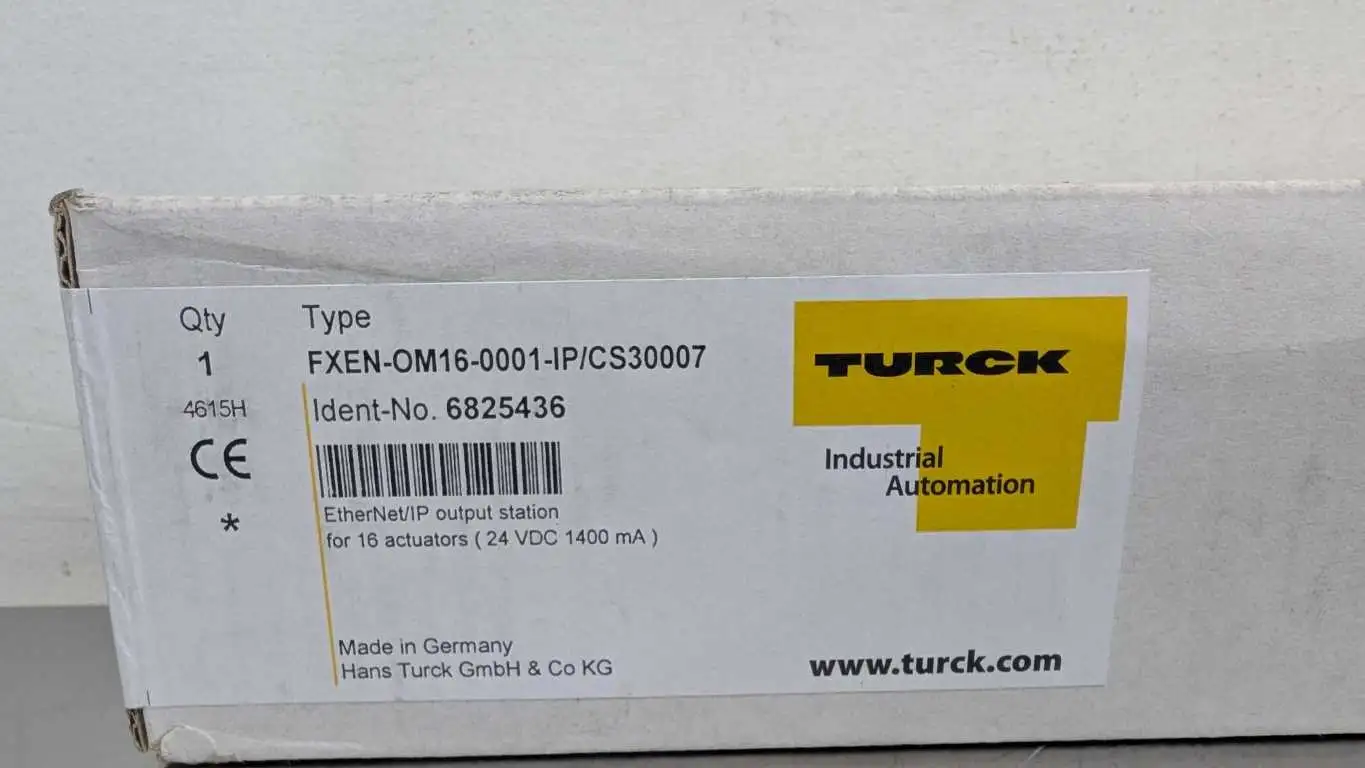 Qty
1
4615H
CE
*
Type
FXEN-OM16-0001-IP/CS30007
Ident-No. 6825436
EtherNet/IP output station
for 16 actuators ( 24 VDC 1400 mA )
Made in Germany
Hans Turck GmbH & Co KG
TURCK
Industrial
Automation
www.turck.com